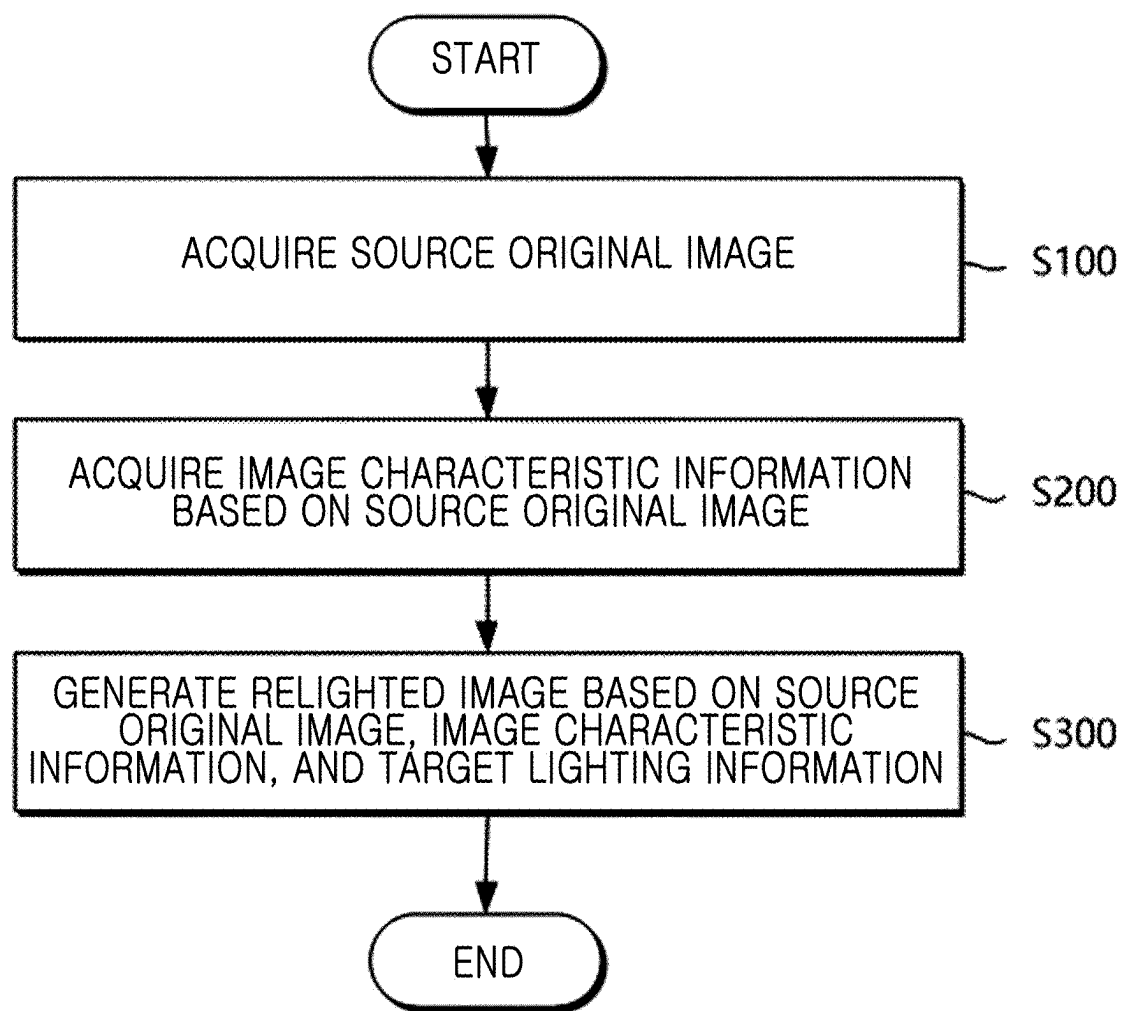 START
ACQUIRE SOURCE ORIGINAL IMAGE
S100
ACQUIRE IMAGE CHARACTERISTIC INFORMATION
BASED ON SOURCE ORIGINAL IMAGE
S200
GENERATE RELIGHTED IMAGE BASED ON SOURCE
ORIGINAL IMAGE, IMAGE CHARACTERISTIC
INFORMATION, AND TARGET LIGHTING INFORMATION
S300
END